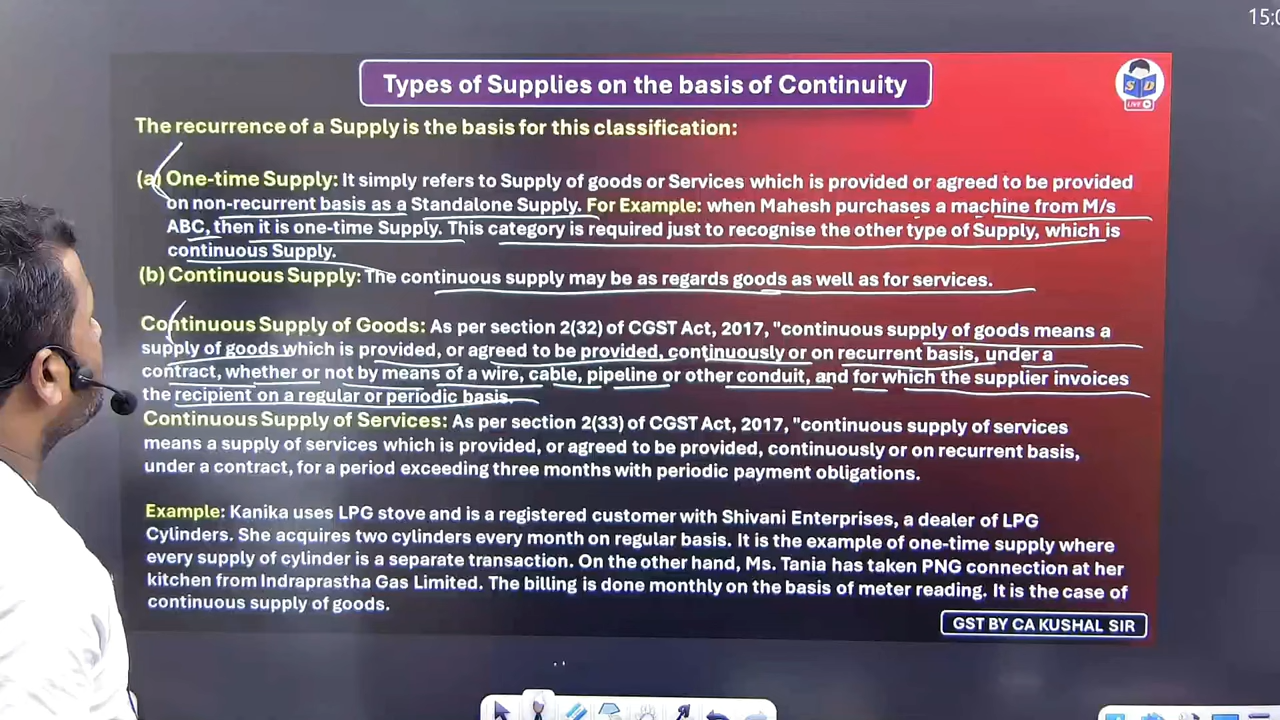 15:0
Types of Supplies on the basis of Continuity
S D
LIVE
The recurrence of a Supply is the basis for this classification:
(a) One-time Supply: It simply refers to Supply of goods or Services which is provided or agreed to be provided
on non-recurrent basis as a Standalone Supply. For Example: when Mahesh purchases a machine from M/s
ABC, then it is one-time Supply. This category is required just to recognise the other type of Supply, which is
continuous Supply.
(b) Continuous Supply: The continuous supply may be as regards goods as well as for services.
Continuous Supply of Goods: As per section 2(32) of CGST Act, 2017, "continuous supply of goods means a
supply of goods which is provided, or agreed to be provided, continuously or on recurrent basis, under a
contract, whether or not by means of a wire, cable, pipeline or other conduit, and for which the supplier invoices
the recipient on a regular or periodic basis.
Continuous Supply of Services: As per section 2(33) of CGST Act, 2017, "continuous supply of services
means a supply of services which is provided, or agreed to be provided, continuously or on recurrent basis,
under a contract, for a period exceeding three months with periodic payment obligations.
Example: Kanika uses LPG stove and is a registered customer with Shivani Enterprises, a dealer of LPG
Cylinders. She acquires two cylinders every month on regular basis. It is the example of one-time supply where
every supply of cylinder is a separate transaction. On the other hand, Ms. Tania has taken PNG connection at her
kitchen from Indraprastha Gas Limited. The billing is done monthly on the basis of meter reading. It is the case of
continuous supply of goods.
GST BY CA KUSHAL SIR